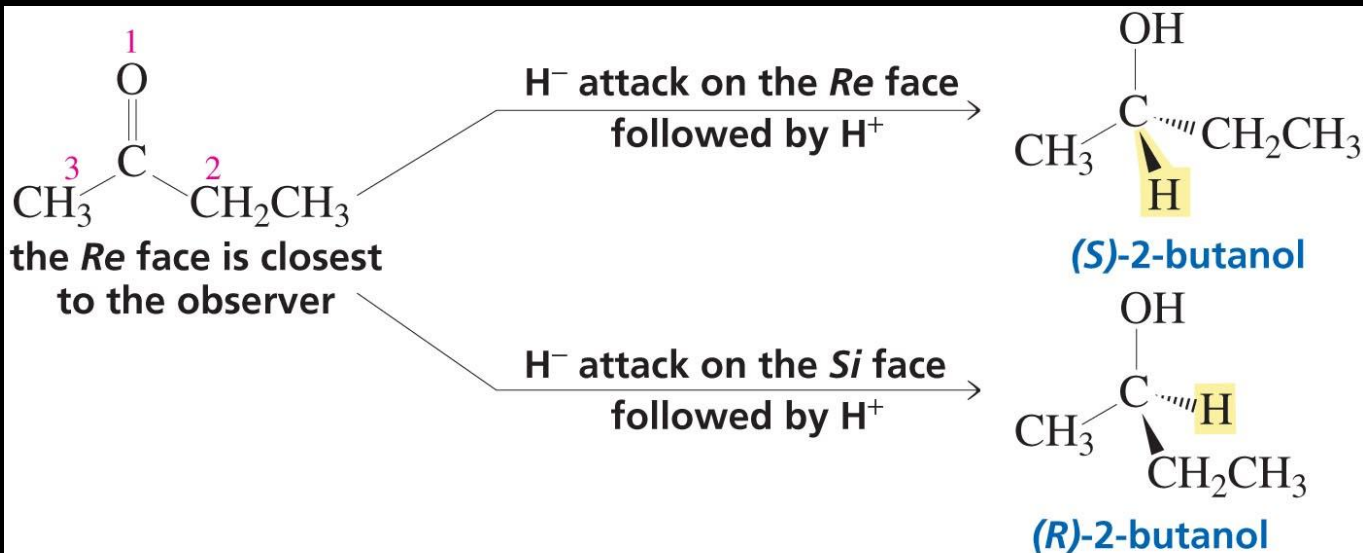 1
O
C
3
2
CH₃
CH₂CH₃
the Re face is closest
to the observer
H⁻ attack on the Re face
followed by H⁺
OH
C
CH₃
CH₂CH₃
H
(S)-2-butanol
H⁻ attack on the Si face
followed by H⁺
OH
C
H
CH₃
CH₂CH₃
(R)-2-butanol